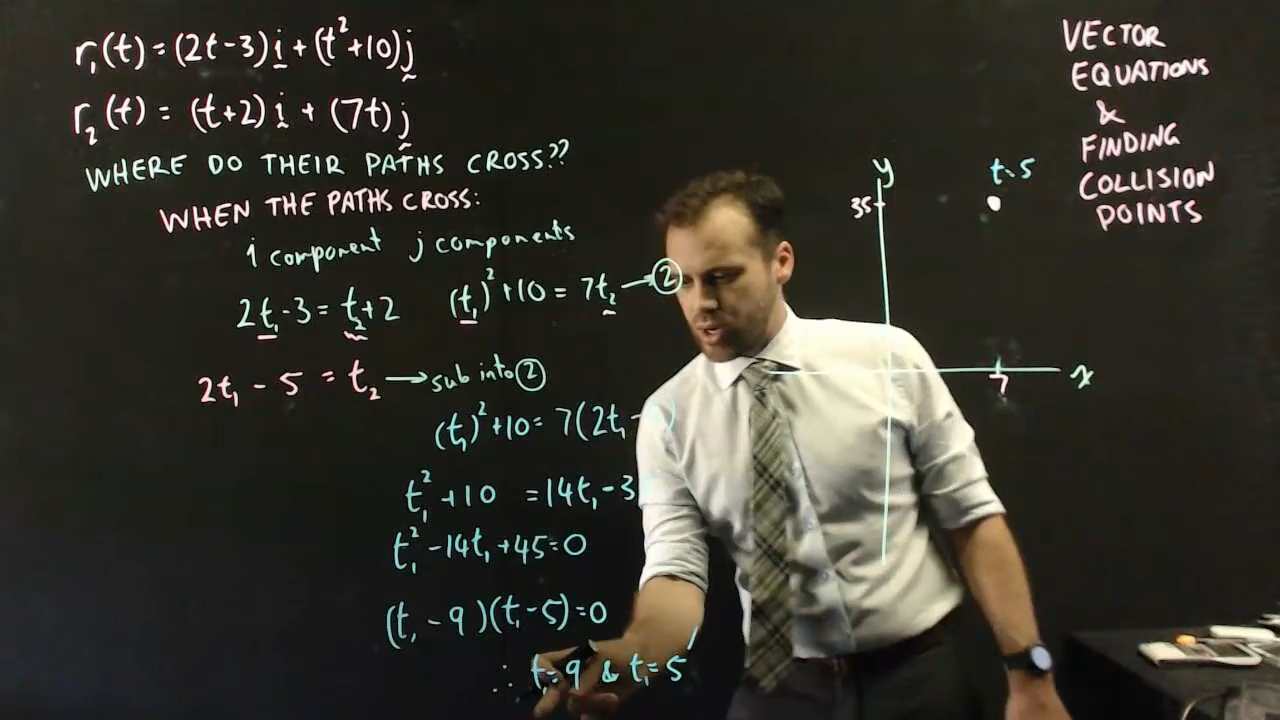 r₁(t) = (2t-3)i + (t²+10)j
r₂(t) = (t+2)i + (7t)j
WHERE DO THEIR PATHS CROSS??
WHEN THE PATHS CROSS:
i component j components
2t₁-3 = t₂+2 (t₁)²+10 = 7t₂ → ②
2t₁ - 5 = t₂ → sub into ②
(t₁)²+10 = 7(2t₁ - )
t₁² + 10 = 14t₁ - 3
t₁² - 14t₁ + 45 = 0
(t₁ - 9)(t₁ - 5) = 0
∴ t₁ = 9 & t₁ = 5
y
t=5
35
7
x
VECTOR
EQUATIONS
&
FINDING
COLLISION
POINTS